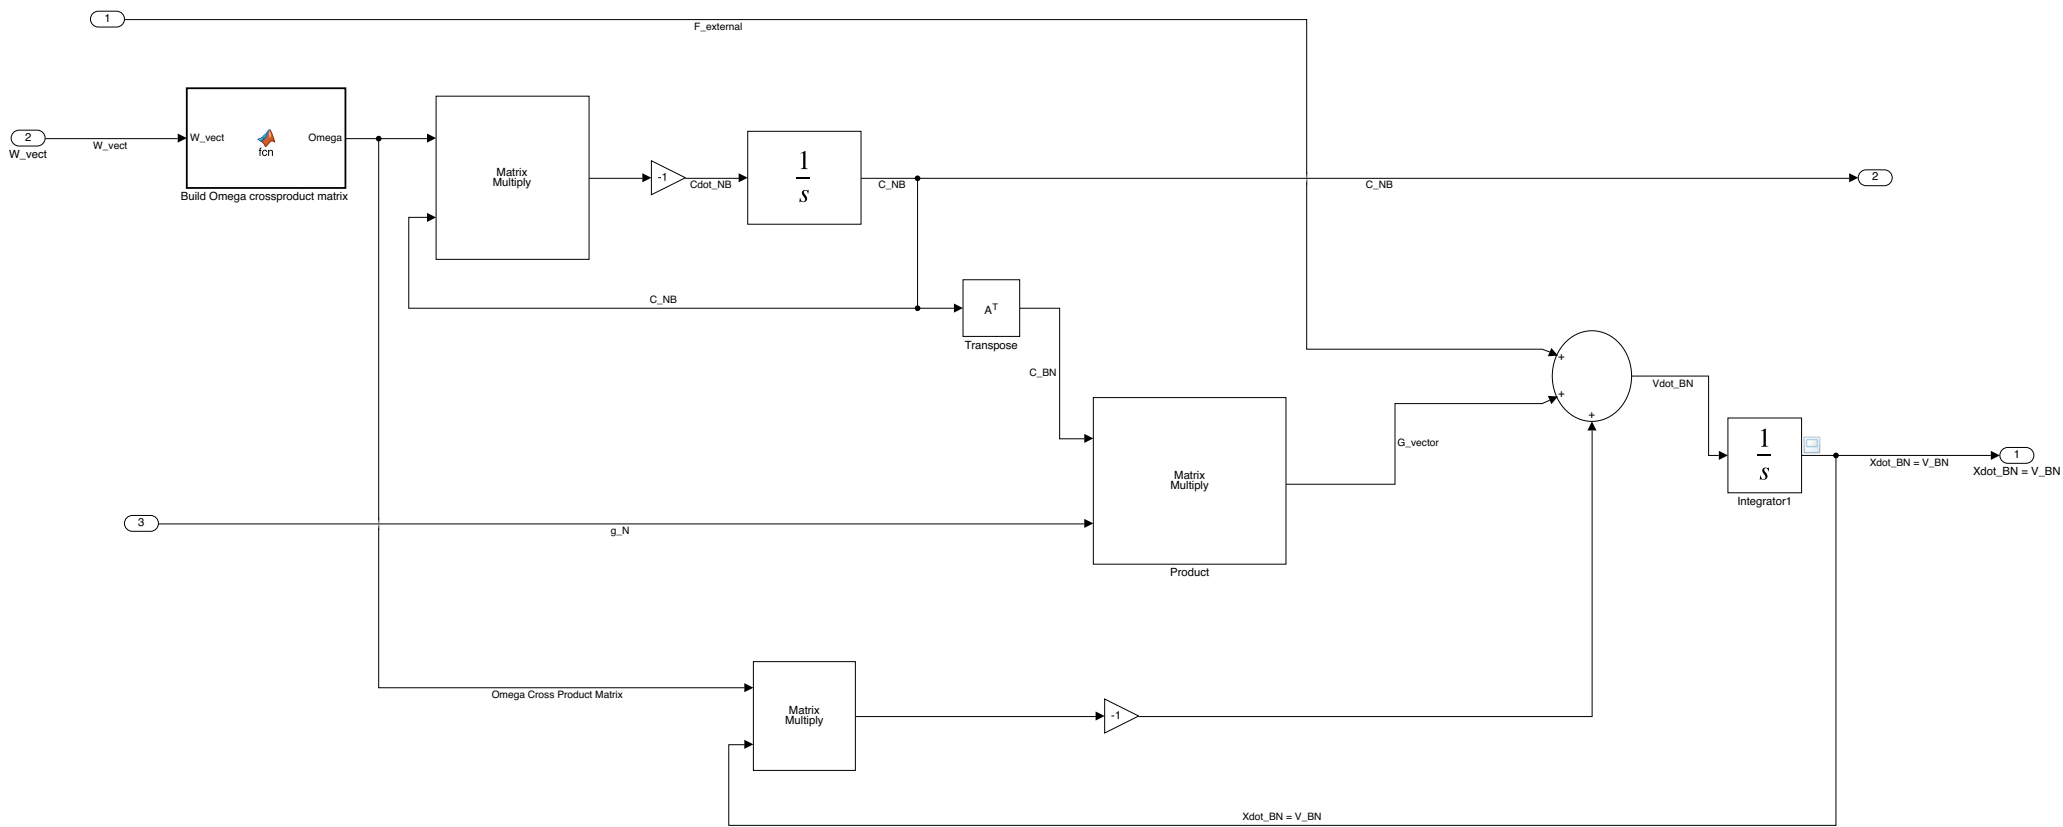 1
F_external
2
W_vect
W_vect
W_vect
fcn
Omega
Build Omega crossproduct matrix
Matrix
Multiply
-1
Cdot_NB
1
s
C_NB
C_NB
2
C_NB
A^T
Transpose
C_BN
3
g_N
Matrix
Multiply
Product
G_vector
+
+
+
Vdot_BN
1
s
Integrator1
Xdot_BN = V_BN
1
Xdot_BN = V_BN
Omega Cross Product Matrix
Matrix
Multiply
-1
Xdot_BN = V_BN